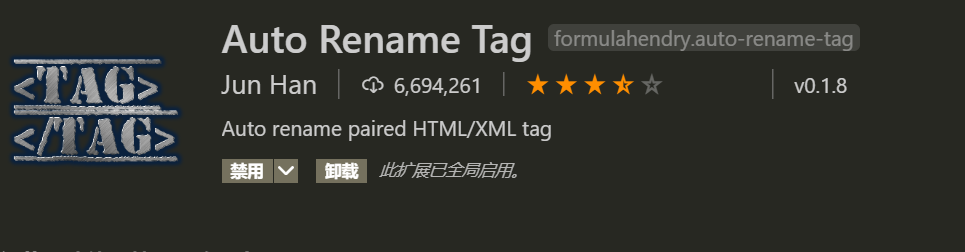 <TAG>
</TAG>
Auto Rename Tag formulahendry.auto-rename-tag
Jun Han 6,694,261 v0.1.8
Auto rename paired HTML/XML tag
禁用 卸载 此扩展已全局启用。